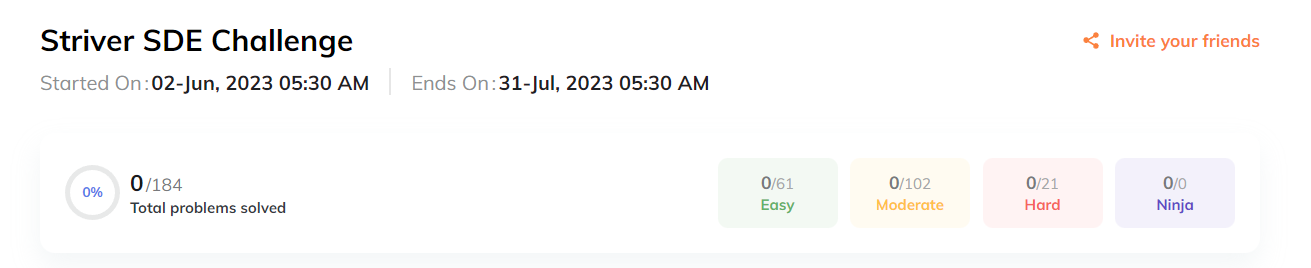 Striver SDE Challenge
Invite your friends
Started On: 02-Jun, 2023 05:30 AM
Ends On: 31-Jul, 2023 05:30 AM
0%
0/184
Total problems solved
0/61
Easy
0/102
Moderate
0/21
Hard
0/0
Ninja